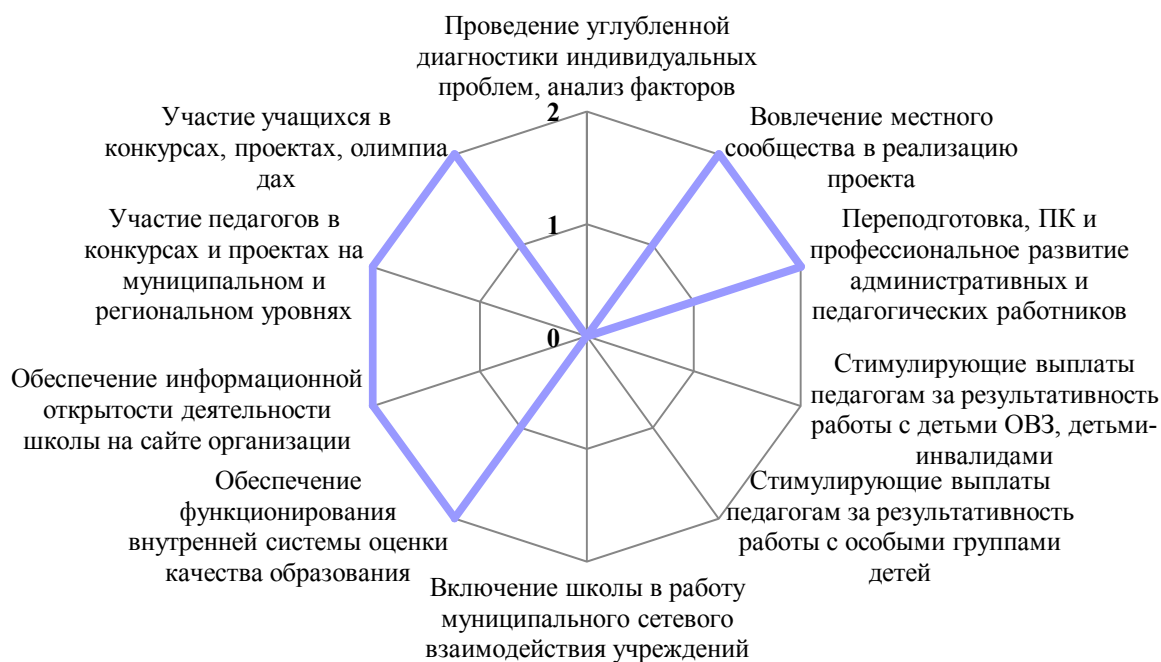 Проведение углубленной
диагностики индивидуальных
проблем, анализ факторов
Вовлечение местного
сообщества в реализацию
проекта
Переподготовка, ПК и
профессиональное развитие
административных и
педагогических работников
Стимулирующие выплаты
педагогам за результативность
работы с детьми ОВЗ, детьми-
инвалидами
Стимулирующие выплаты
педагогам за результативность
работы с особыми группами
детей
Включение школы в работу
муниципального сетевого
взаимодействия учреждений
Обеспечение
функционирования
внутренней системы оценки
качества образования
Обеспечение информационной
открытости деятельности
школы на сайте организации
Участие педагогов в
конкурсах и проектах на
муниципальном и
региональном уровнях
Участие учащихся в
конкурсах, проектах, олимпиа
дах
2
1
0